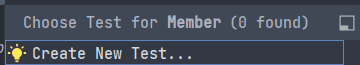 Choose Test for Member (0 found)
Create New Test...